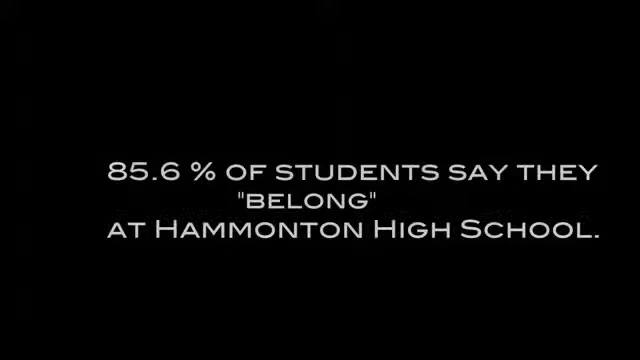 85.6 % OF STUDENTS SAY THEY
"BELONG"
AT HAMMONTON HIGH SCHOOL.